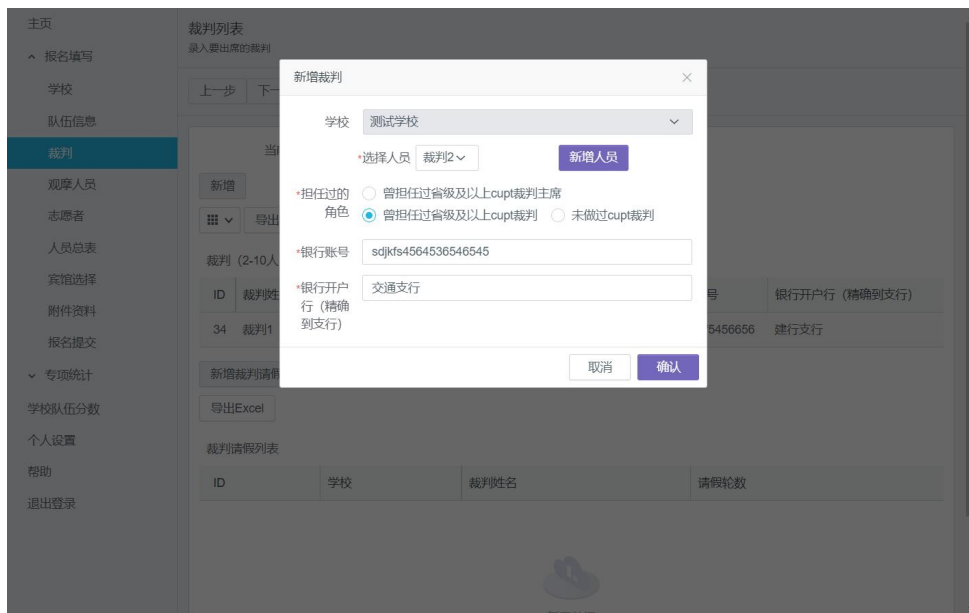 主页
报名填写
学校
队伍信息
裁判
观摩人员
志愿者
人员总表
宾馆选择
附件资料
报名提交
专项统计
学校队伍分数
个人设置
帮助
退出登录
裁判列表
录入要出席的裁判
上一步 下一
新增
导出
裁判 (2-10人
ID 裁判姓 号 银行开户行（精确到支行）
34 裁判1 5456656 建行支行
新增裁判请假
导出Excel
裁判请假列表
ID 学校 裁判姓名 请假轮数
新增裁判
学校 测试学校
*选择人员 裁判2 新增人员
*担任过的角色 曾担任过省级及以上cupt裁判主席
曾担任过省级及以上cupt裁判 未做过cupt裁判
*银行账号 sdjkfs4564536546545
*银行开户 交通支行
行（精确
到支行）
取消 确认